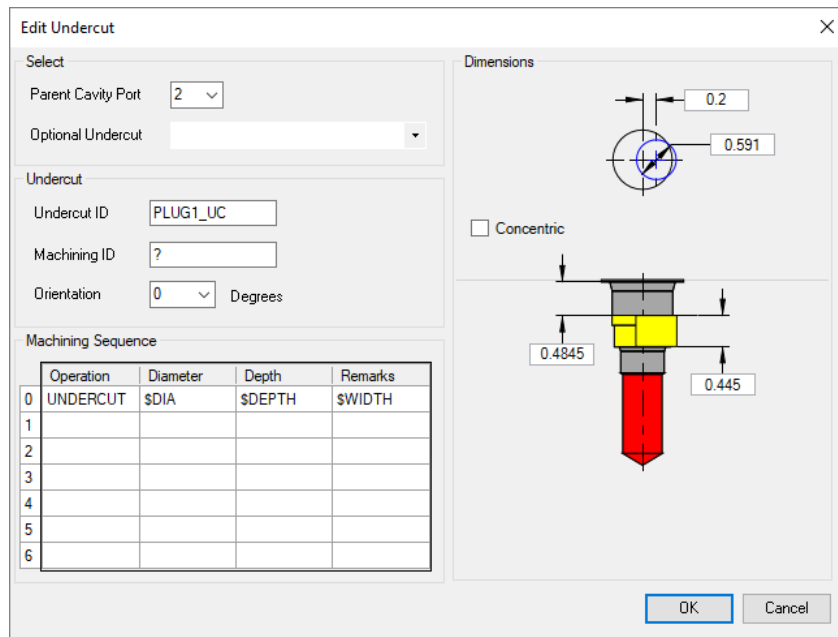 Edit Undercut
Select
Parent Cavity Port 2
Optional Undercut
Undercut
Undercut ID PLUG1_UC
Machining ID ?
Orientation 0 Degrees
Machining Sequence
Operation Diameter Depth Remarks
0 UNDERCUT $DIA $DEPTH $WIDTH
1
2
3
4
5
6
Dimensions
0.2
0.591
Concentric
0.4845
0.445
OK Cancel